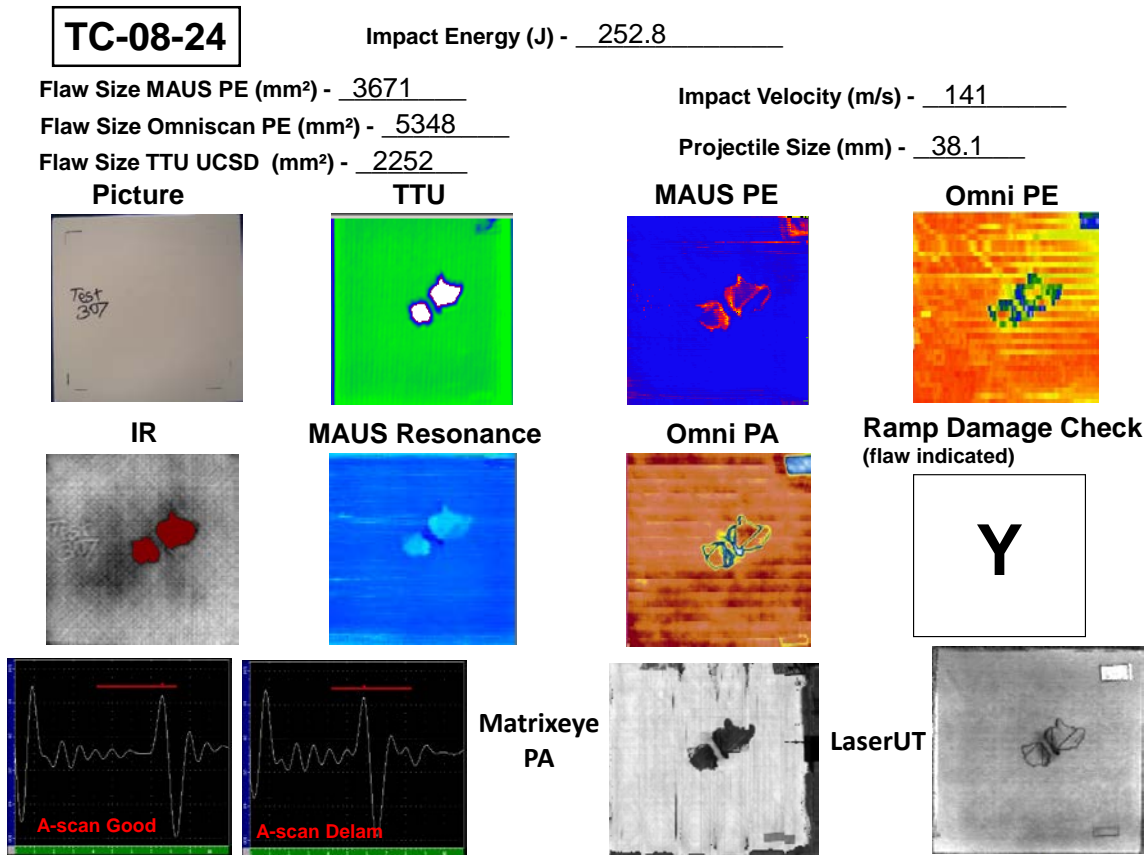 TC-08-24
Impact Energy (J) - 252.8
Flaw Size MAUS PE (mm²) - 3671
Impact Velocity (m/s) - 141
Flaw Size Omniscan PE (mm²) - 5348
Projectile Size (mm) - 38.1
Flaw Size TTU UCSD (mm²) - 2252
Picture
TTU
MAUS PE
Omni PE
Test
307
IR
MAUS Resonance
Omni PA
Ramp Damage Check
(flaw indicated)
Test
307
Y
A-scan Good
A-scan Delam
Matrixeye
PA
LaserUT